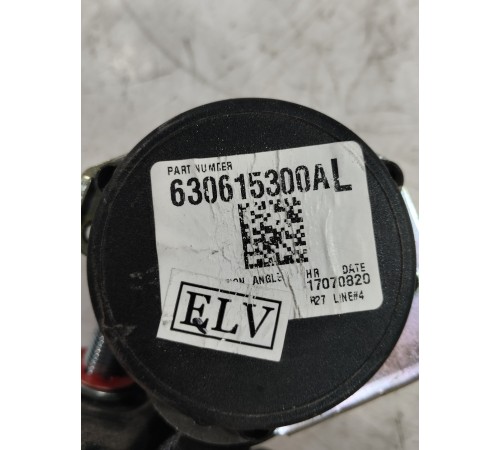 PART NUMBER
630615300AL
ANGLE HR DATE
17070820
R27 LINE#4
ELV